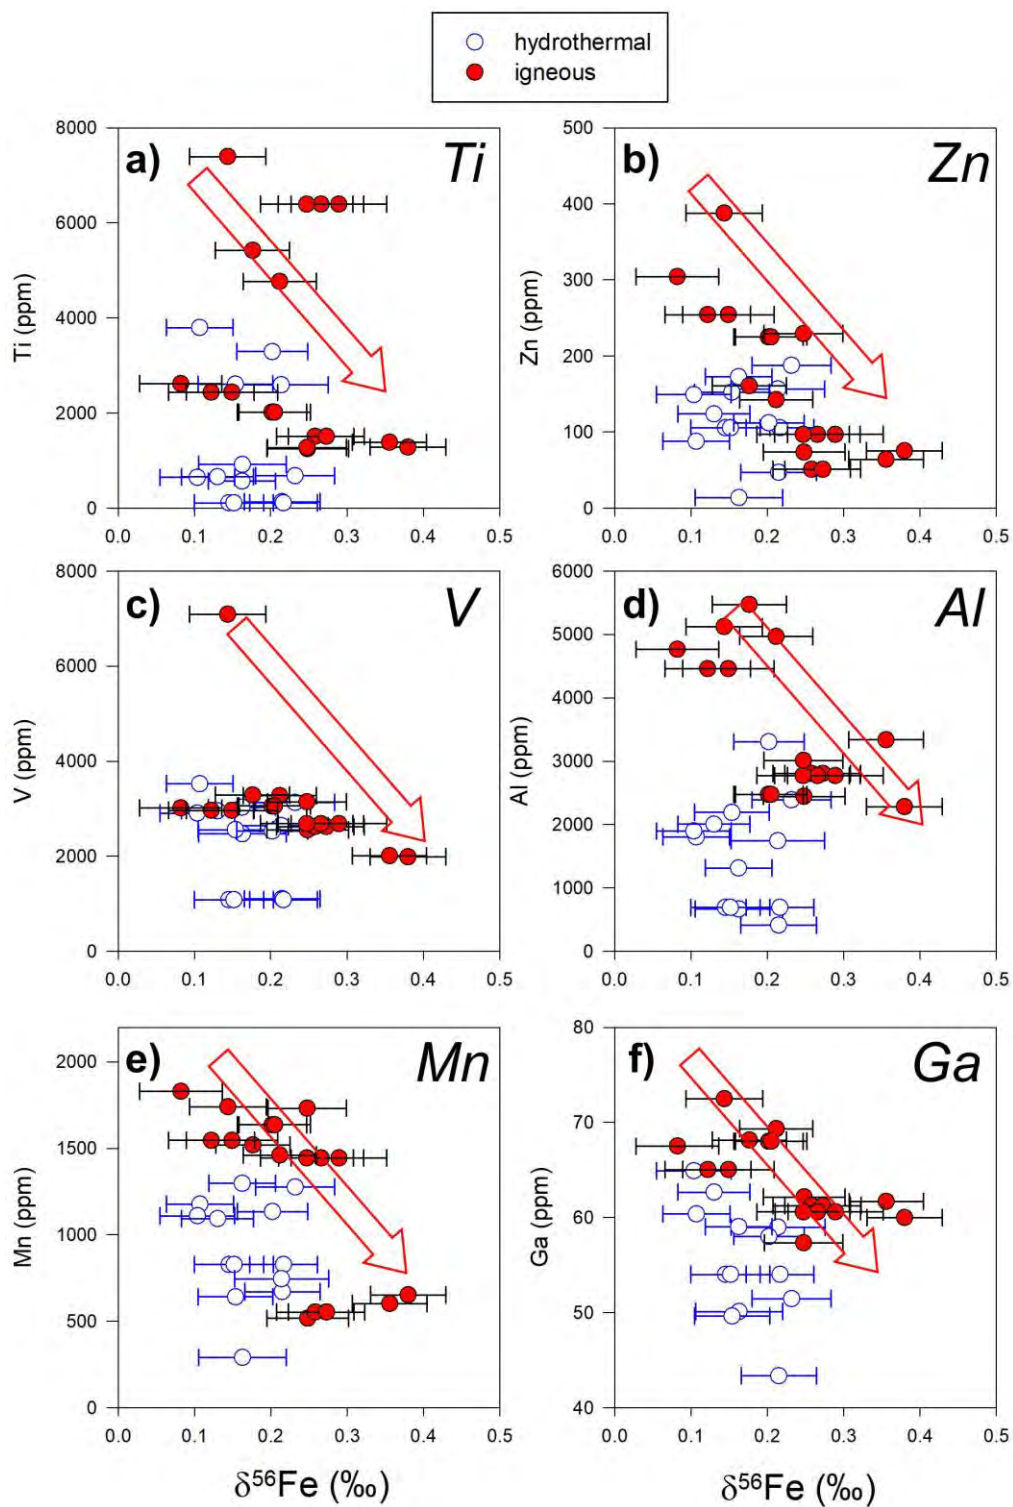 hydrothermal
igneous
a) Ti
Ti (ppm)
8000
6000
4000
2000
0
0.0 0.1 0.2 0.3 0.4 0.5
b) Zn
Zn (ppm)
500
400
300
200
100
0
0.0 0.1 0.2 0.3 0.4 0.5
c) V
V (ppm)
8000
6000
4000
2000
0
0.0 0.1 0.2 0.3 0.4 0.5
d) Al
Al (ppm)
6000
5000
4000
3000
2000
1000
0
0.0 0.1 0.2 0.3 0.4 0.5
e) Mn
Mn (ppm)
2000
1500
1000
500
0
0.0 0.1 0.2 0.3 0.4 0.5
δ⁵⁶Fe (‰)
f) Ga
Ga (ppm)
80
70
60
50
40
0.0 0.1 0.2 0.3 0.4 0.5
δ⁵⁶Fe (‰)